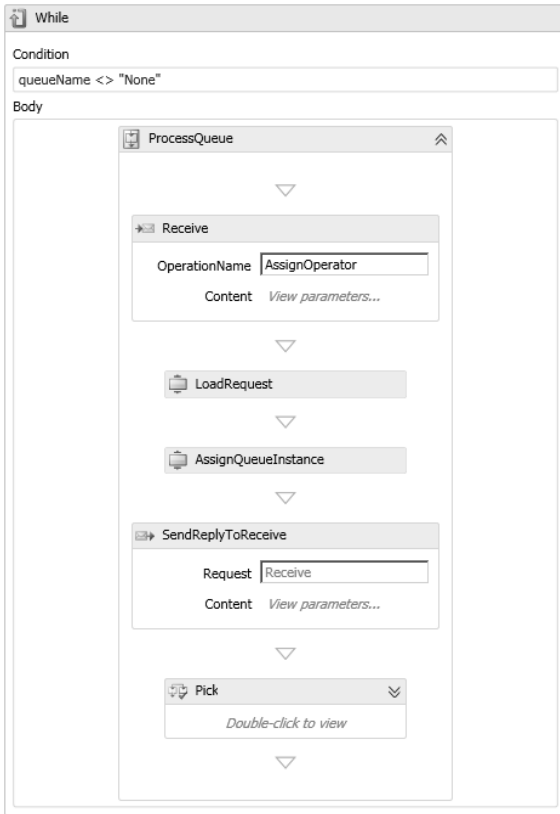 While
Condition
queueName <> "None"
Body
ProcessQueue
Receive
OperationName AssignOperator
Content View parameters...
LoadRequest
AssignQueueInstance
SendReplyToReceive
Request Receive
Content View parameters...
Pick
Double-click to view